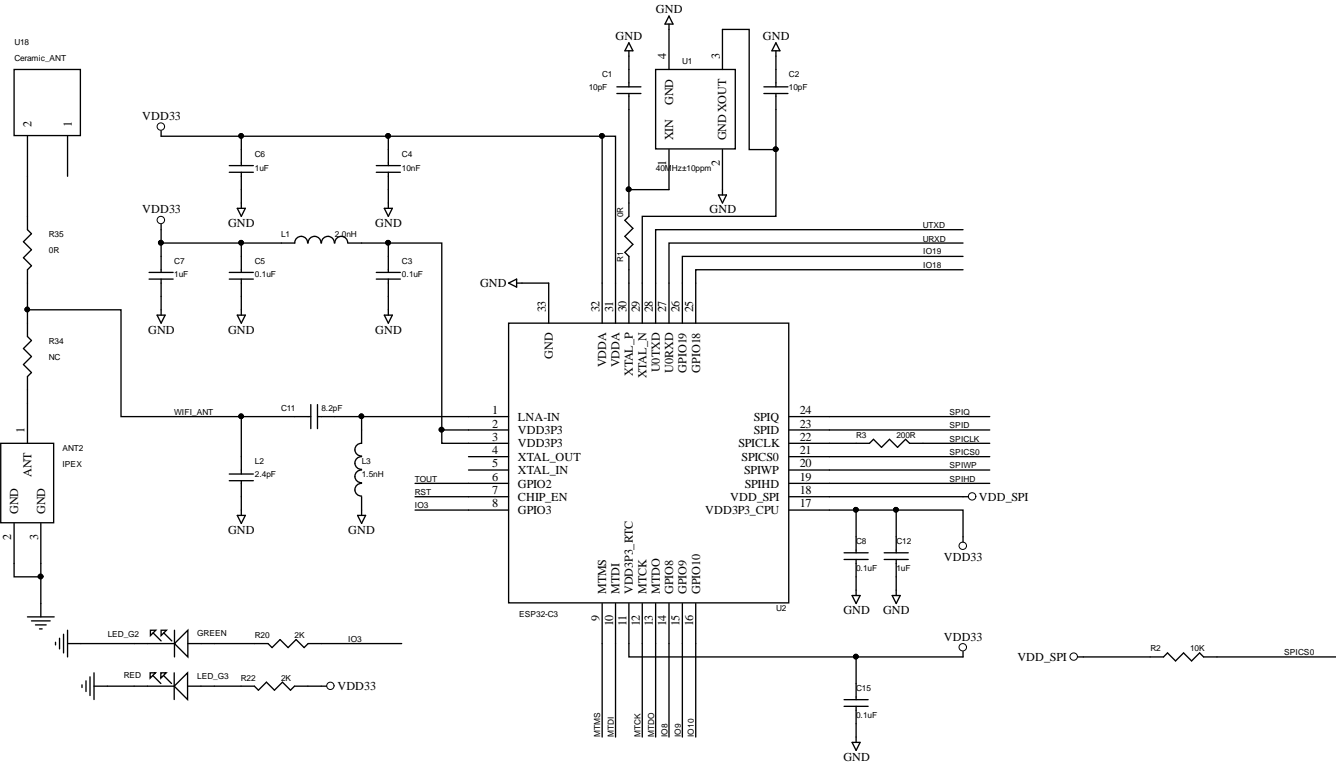 U18
Ceramic_ANT
2
1
R35
0R
R34
NC
1
ANT
GND
GND
2
3
ANT2
IPEX
VDD33
C6
1uF
GND
C4
10nF
GND
VDD33
C7
1uF
GND
C5
0.1uF
GND
L1
2.0nH
C3
0.1uF
GND
GND
C1
10pF
GND
4
3
U1
GND
GND XOUT
XIN
1
2
40MHz±10ppm
GND
GND
C2
10pF
R1
0R
UTXD
URXD
IO19
IO18
GND
33
32
31
30
29
28
27
26
25
GND
VDDA
VDDA
XTAL_P
XTAL_N
U0TXD
U0RXD
GPIO19
GPIO18
WIFI_ANT
C11
8.2pF
L2
2.4pF
GND
L3
1.5nH
GND
TOUT
RST
IO3
1 LNA-IN
2 VDD3P3
3 VDD3P3
4 XTAL_OUT
5 XTAL_IN
6 GPIO2
7 CHIP_EN
8 GPIO3
SPIQ 24 SPIQ
SPID 23 SPID
SPICLK 22 R3 200R SPICLK
SPICS0 21 SPICS0
SPIWP 20 SPIWP
SPIHD 19 SPIHD
VDD_SPI 18 VDD_SPI
VDD3P3_CPU 17
C8
0.1uF
GND
C12
1uF
GND
VDD33
MTMS
MTDI
VDD3P3_RTC
MTCK
MTDO
GPIO8
GPIO9
GPIO10
ESP32-C3
U2
9
10
11
12
13
14
15
16
MTMS
MTDI
MTCK
MTDO
IO8
IO9
IO10
VDD33
C15
0.1uF
GND
LED_G2 GREEN R20 2K IO3
RED LED_G3 R22 2K VDD33
VDD_SPI R2 10K SPICS0